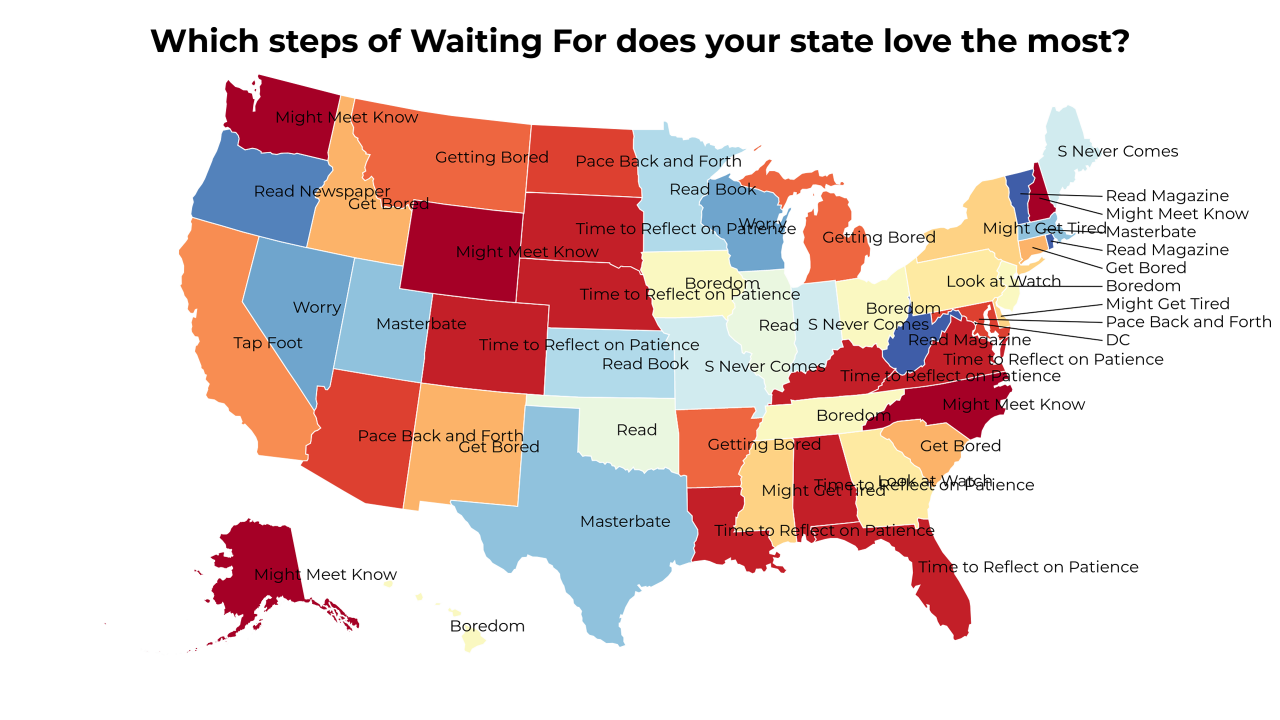 Which steps of Waiting For does your state love the most?
Might Meet Know
S Never Comes
Getting Bored
Pace Back and Forth
Read Newspaper
Read Book
Get Bored
Read Magazine
Might Meet Know
Worry
Time to Reflect on Patience
Might Get Tired
Masterbate
Getting Bored
Might Meet Know
Read Magazine
Get Bored
Look at Watch
Boredom
Boredom
Time to Reflect on Patience
Might Get Tired
Worry
Boredom
Pace Back and Forth
Masterbate
Read
S Never Comes
Tap Foot
Time to Reflect on Patience
Read Magazine
DC
Read Book
S Never Comes
Time to Reflect on Patience
Time to Reflect on Patience
Might Meet Know
Boredom
Pace Back and Forth
Get Bored
Read
Getting Bored
Get Bored
Might Get Tired
Time to Reflect on Patience
Look at Watch
Masterbate
Time to Reflect on Patience
Might Meet Know
Time to Reflect on Patience
Boredom